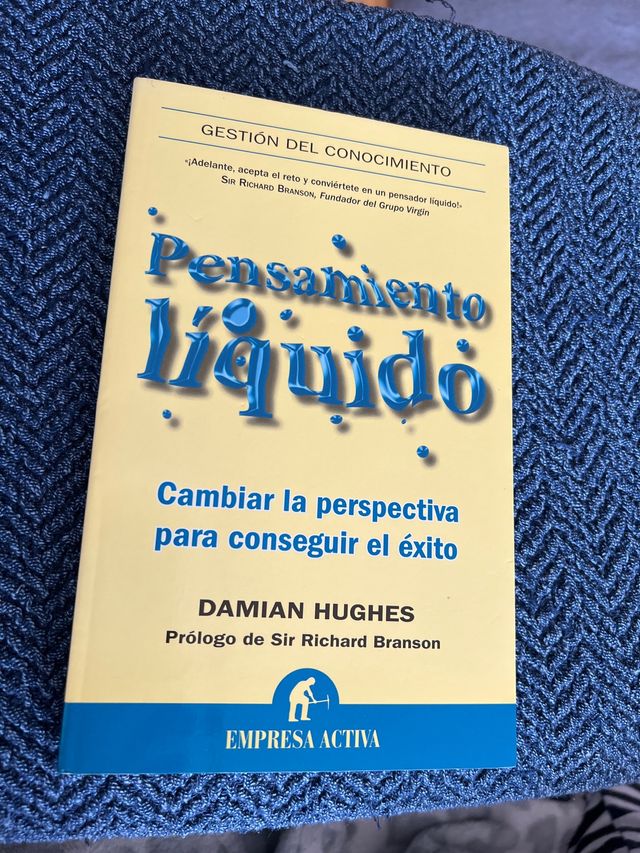 GESTIÓN DEL CONOCIMIENTO
«¡Adelante, acepta el reto y conviértete en un pensador líquido!»
SIR RICHARD BRANSON, Fundador del Grupo Virgin
Pensamiento
líquido
Cambiar la perspectiva
para conseguir el éxito
DAMIAN HUGHES
Prólogo de Sir Richard Branson
EMPRESA ACTIVA